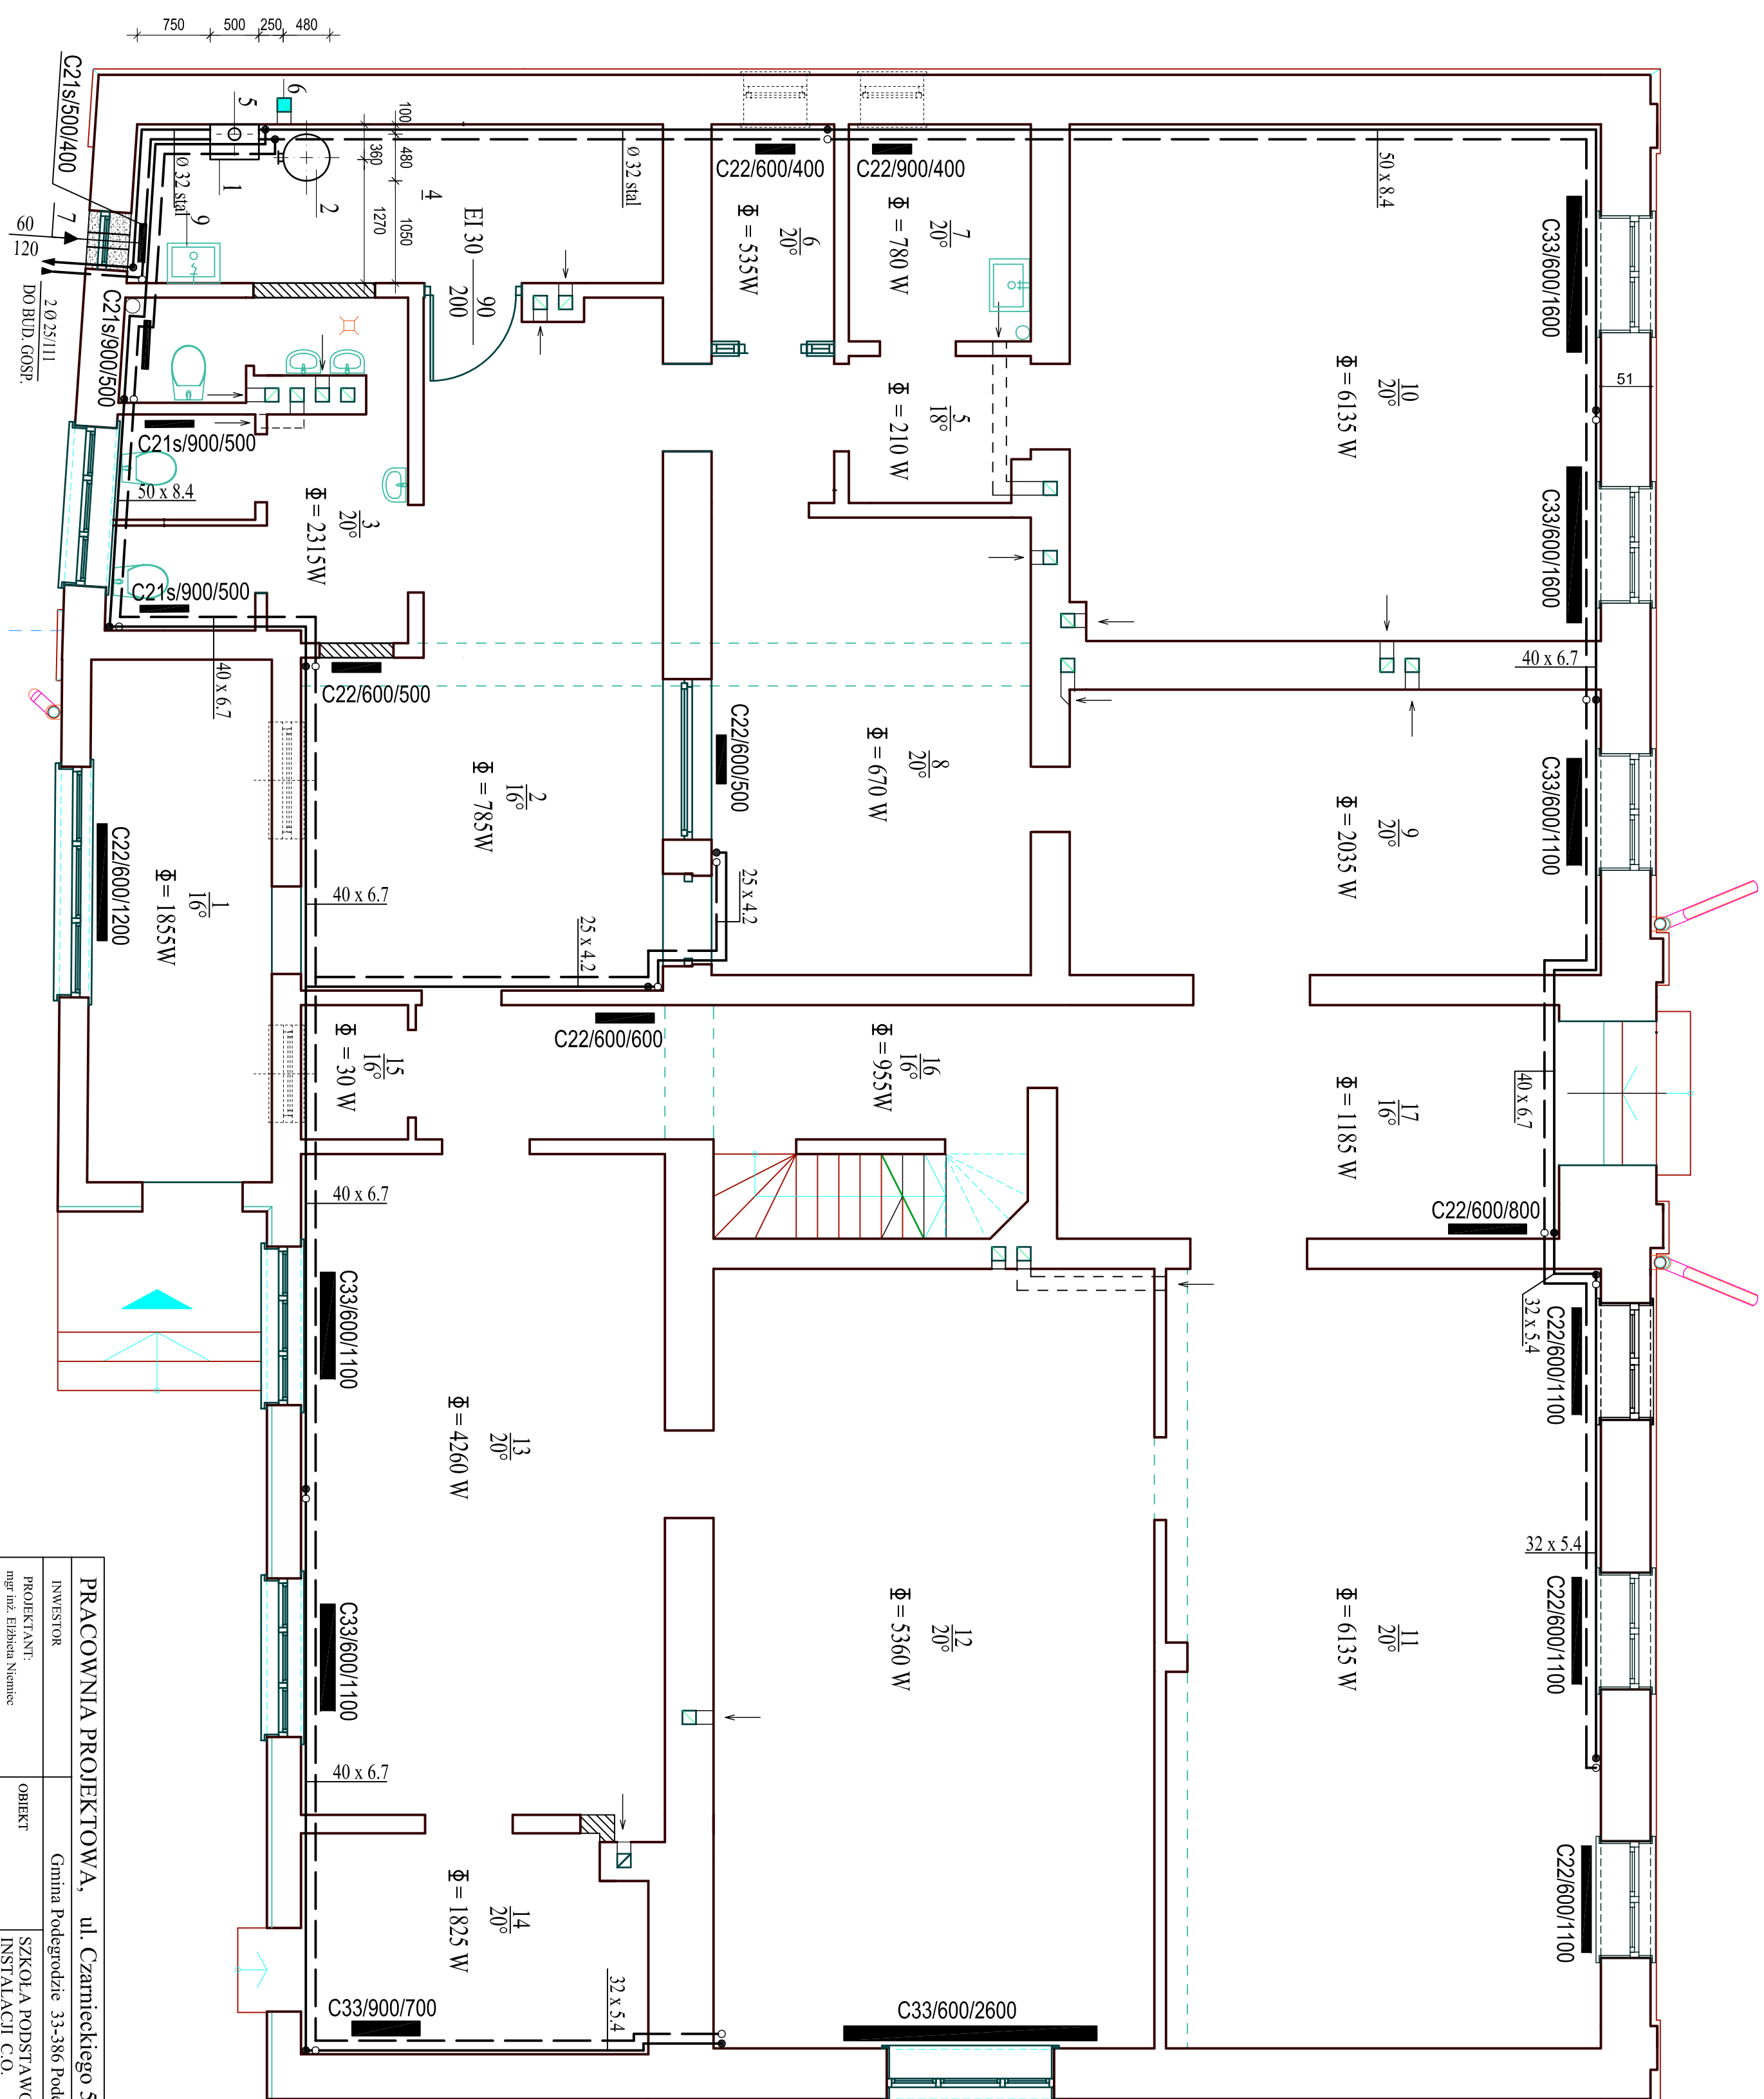 750
500
250
480
C21s/500/400
5
6
100
360
480
1050
1270
4
Ø 32 stal
1
2
9
7
60
120
Ø 32 stal
EI 30
90
200
2 Ø 25/111
DO BUD. GOSP.
C21s/900/500
C21s/900/500
50 x 8.4
C21s/900/500
3
20°
Φ = 2315W
40 x 6.7
C22/600/400
6
20°
Φ = 535W
C22/900/400
7
20°
Φ = 780 W
5
18°
Φ = 210 W
50 x 8.4
C33/600/1600
10
20°
Φ = 6135 W
51
C33/600/1600
40 x 6.7
C22/600/500
2
16°
Φ = 785W
C22/600/500
8
20°
Φ = 670 W
9
20°
Φ = 2035 W
C33/600/1100
C22/600/1200
1
16°
Φ = 1855W
40 x 6.7
25 x 4.2
25 x 4.2
15
16°
Φ = 30 W
C22/600/600
16
16°
Φ = 955W
17
16°
Φ = 1185 W
40 x 6.7
C22/600/800
32 x 5.4
40 x 6.7
C33/600/1100
13
20°
Φ = 4260 W
C33/600/1100
40 x 6.7
12
20°
Φ = 5360 W
11
20°
Φ = 6135 W
C22/600/1100
32 x 5.4
C22/600/1100
C22/600/1100
14
20°
Φ = 1825 W
C33/900/700
32 x 5.4
C33/600/2600
PRACOWNIA PROJEKTOWA, ul. Czarnieckiego 5
INWESTOR
Gmina Podegrodzie 33-386 Pode
PROJEKTANT:
mgr inż. Elżbieta Niemiec
OBIEKT
SZKOŁA PODSTAWO
INSTALACJI C.O.